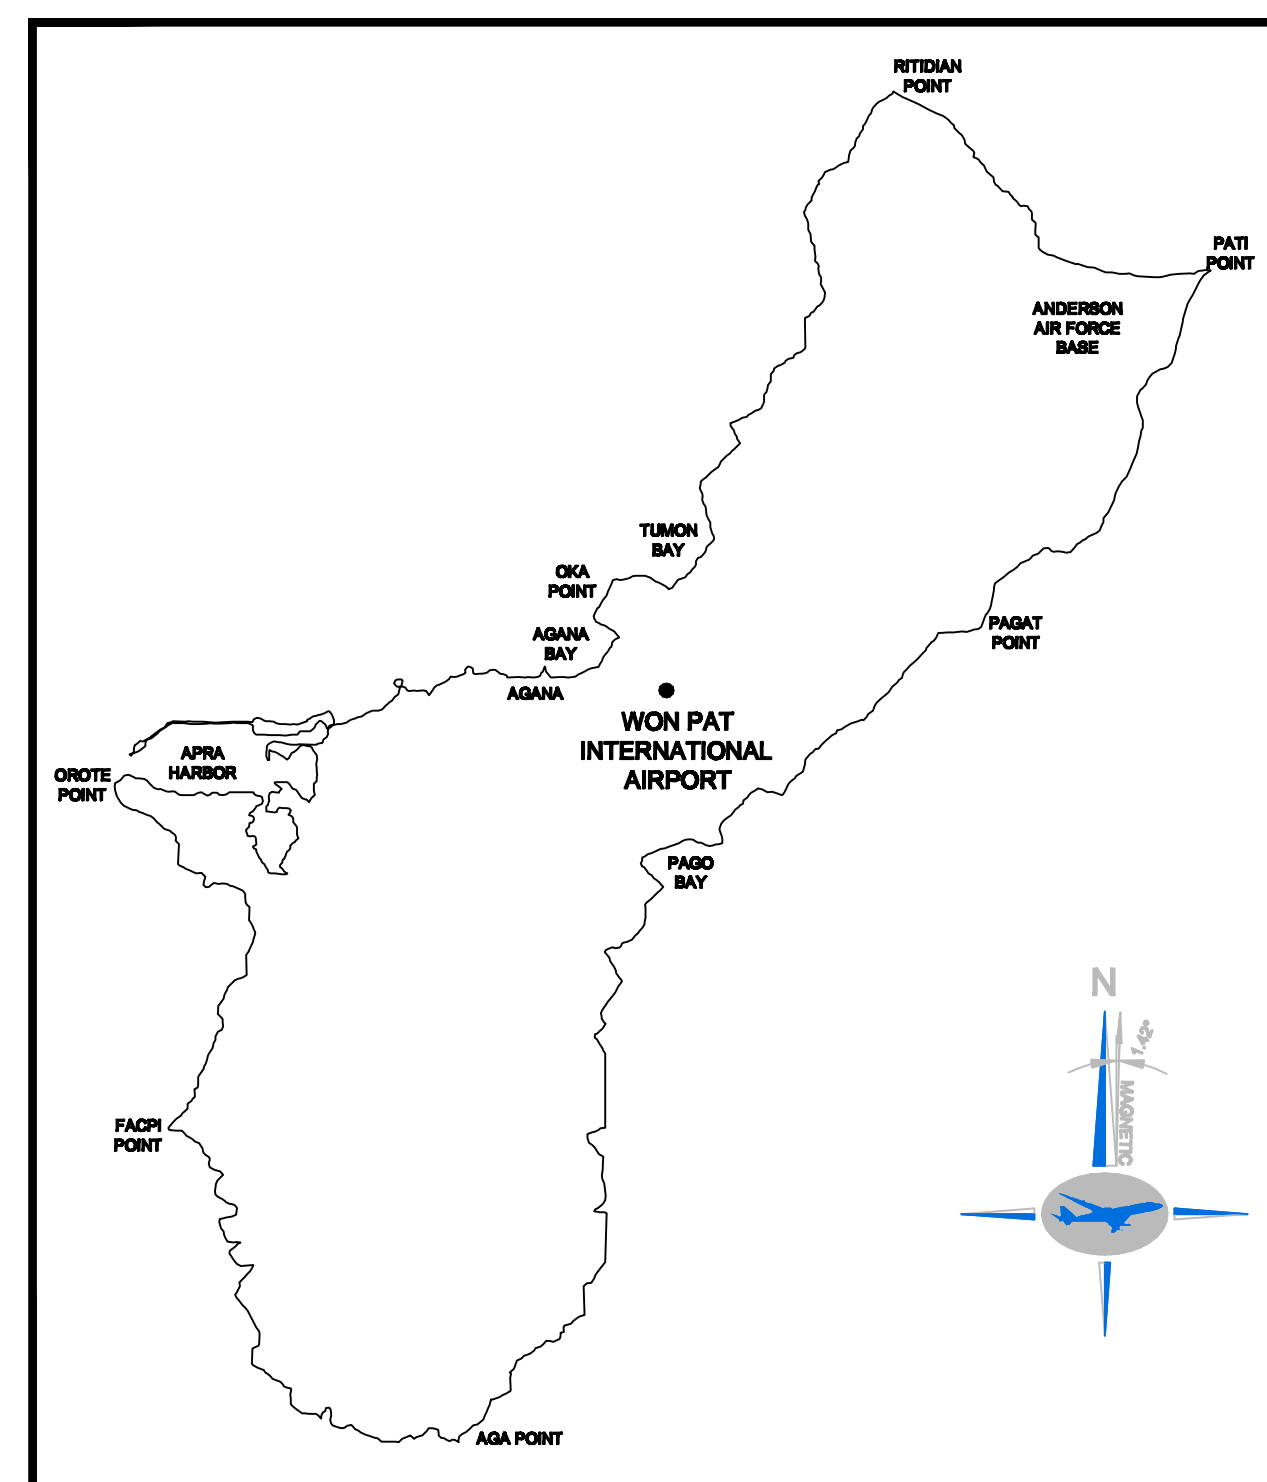 RITIDIAN
POINT
PATI
POINT
ANDERSON
AIR FORCE
BASE
TUMON
BAY
OKA
POINT
AGANA
BAY
PAGAT
POINT
AGANA
WON PAT
INTERNATIONAL
AIRPORT
APRA
HARBOR
OROTE
POINT
PAGO
BAY
N
1.42°
MAGNETIC
FACPI
POINT
AGA POINT